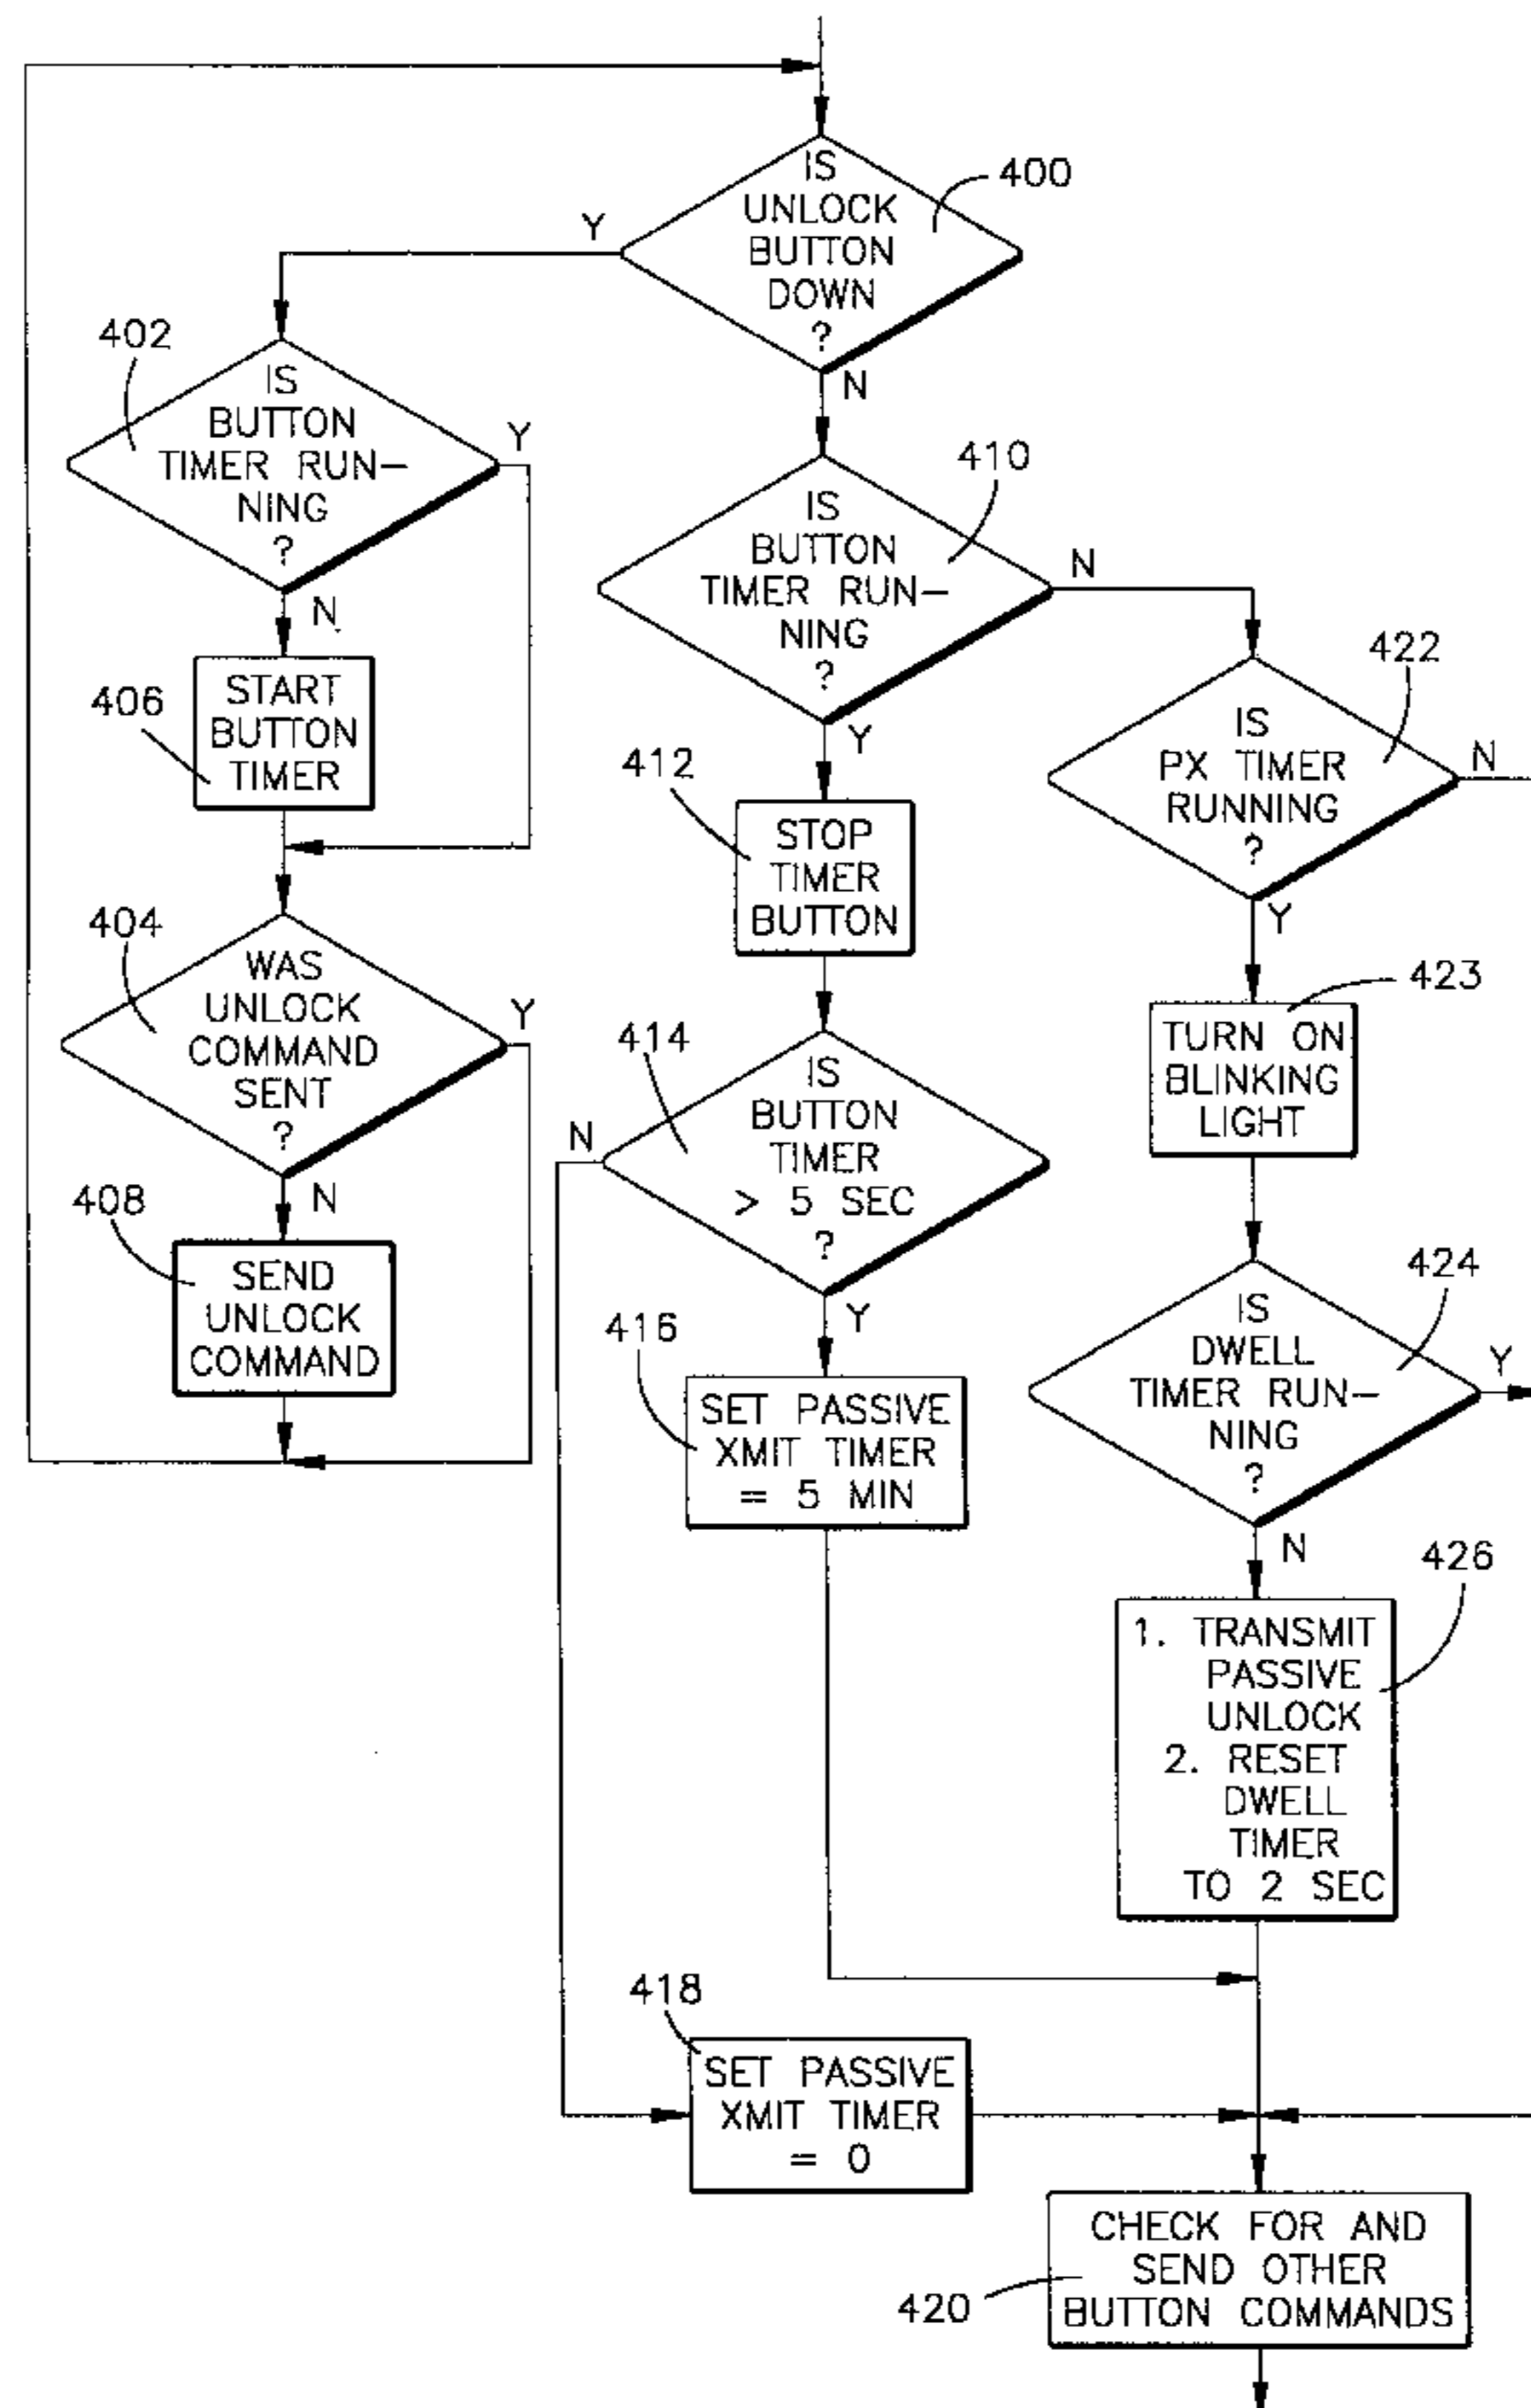 IS
UNLOCK
BUTTON
DOWN
?
400
Y
N
402
IS
BUTTON
TIMER RUN-
NING
?
Y
N
406
START
BUTTON
TIMER
404
WAS
UNLOCK
COMMAND
SENT
?
Y
N
408
SEND
UNLOCK
COMMAND
410
IS
BUTTON
TIMER RUN-
NING
?
N
Y
412
STOP
TIMER
BUTTON
414
IS
BUTTON
TIMER
> 5 SEC
?
N
Y
416
SET PASSIVE
XMIT TIMER
= 5 MIN
418
SET PASSIVE
XMIT TIMER
= 0
422
IS
PX TIMER
RUNNING
?
N
Y
423
TURN ON
BLINKING
LIGHT
424
IS
DWELL
TIMER RUN-
NING
?
Y
N
426
1. TRANSMIT
PASSIVE
UNLOCK
2. RESET
DWELL
TIMER
TO 2 SEC
420
CHECK FOR AND
SEND OTHER
BUTTON COMMANDS